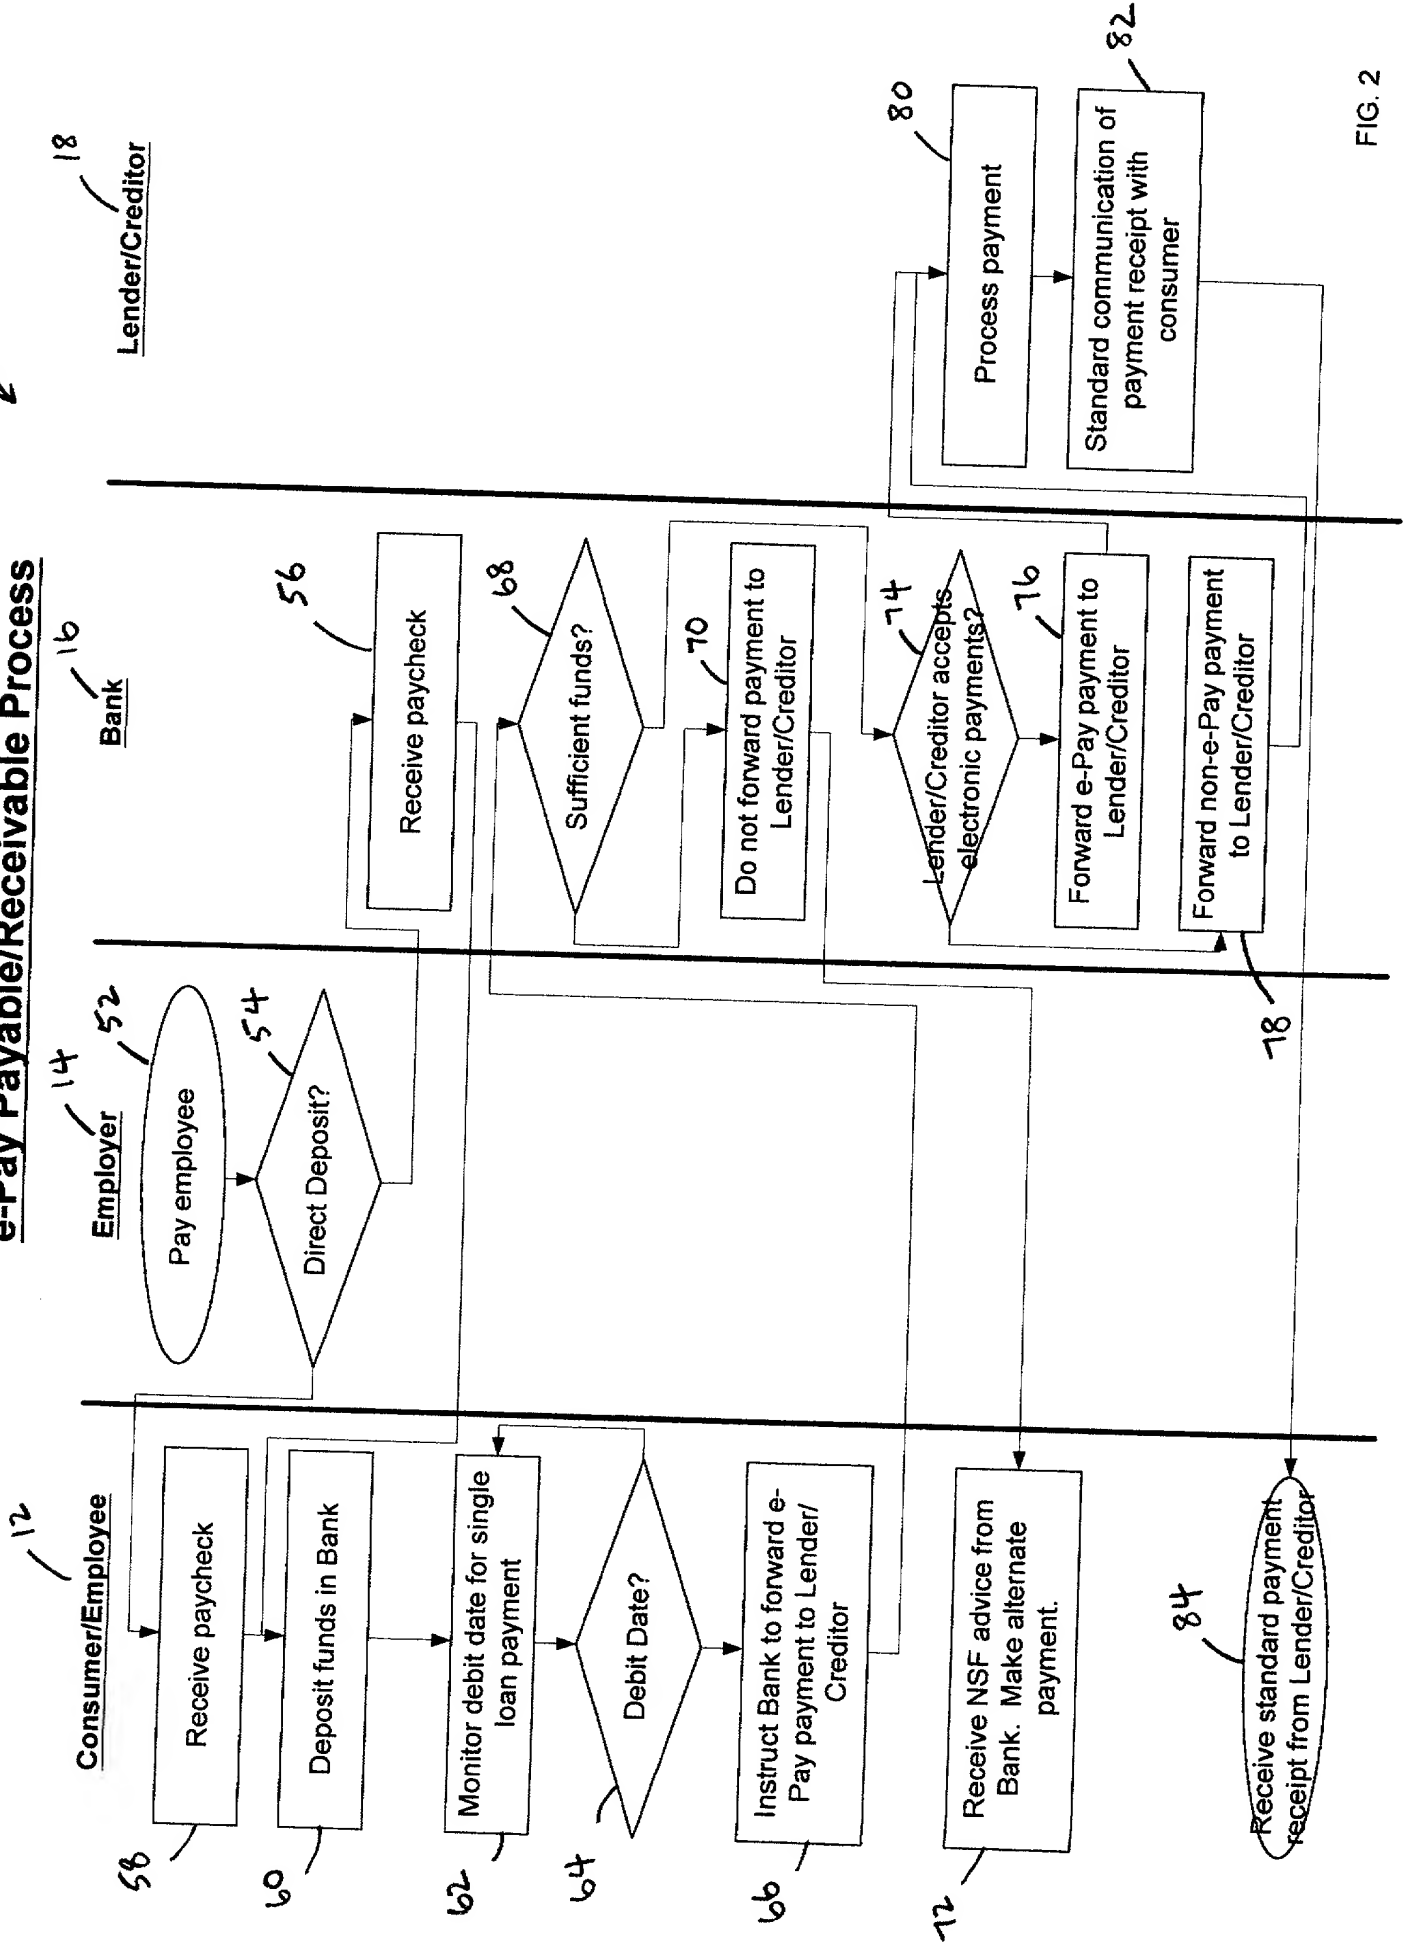 e-Pay Payable/Receivable Process
12
Consumer/Employee
14
Employer
16
Bank
18
Lender/Creditor
52
Pay employee
54
Direct Deposit?
56
Receive paycheck
58
Receive paycheck
60
Deposit funds in Bank
62
Monitor debit date for single
loan payment
64
Debit Date?
66
Instruct Bank to forward e-
Pay payment to Lender/
Creditor
68
Sufficient funds?
70
Do not forward payment to
Lender/Creditor
72
Receive NSF advice from
Bank. Make alternate
payment.
74
Lender/Creditor accepts
electronic payments?
76
Forward e-Pay payment to
Lender/Creditor
78
Forward non-e-Pay payment
to Lender/Creditor
80
Process payment
82
Standard communication of
payment receipt with
consumer
84
Receive standard payment
receipt from Lender/Creditor
FIG. 2